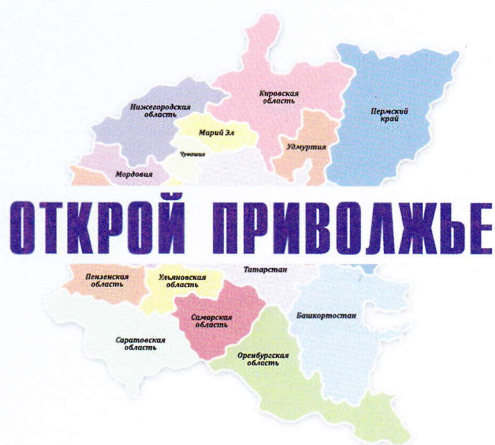 Кировская
область
Пермский
край
Нижегородская
область
Марий Эл
Удмуртия
Чувашия
Мордовия
ОТКРОЙ ПРИВОЛЖЬЕ
Татарстан
Пензенская
область
Ульяновская
область
Самарская
область
Башкортостан
Саратовская
область
Оренбургская
область